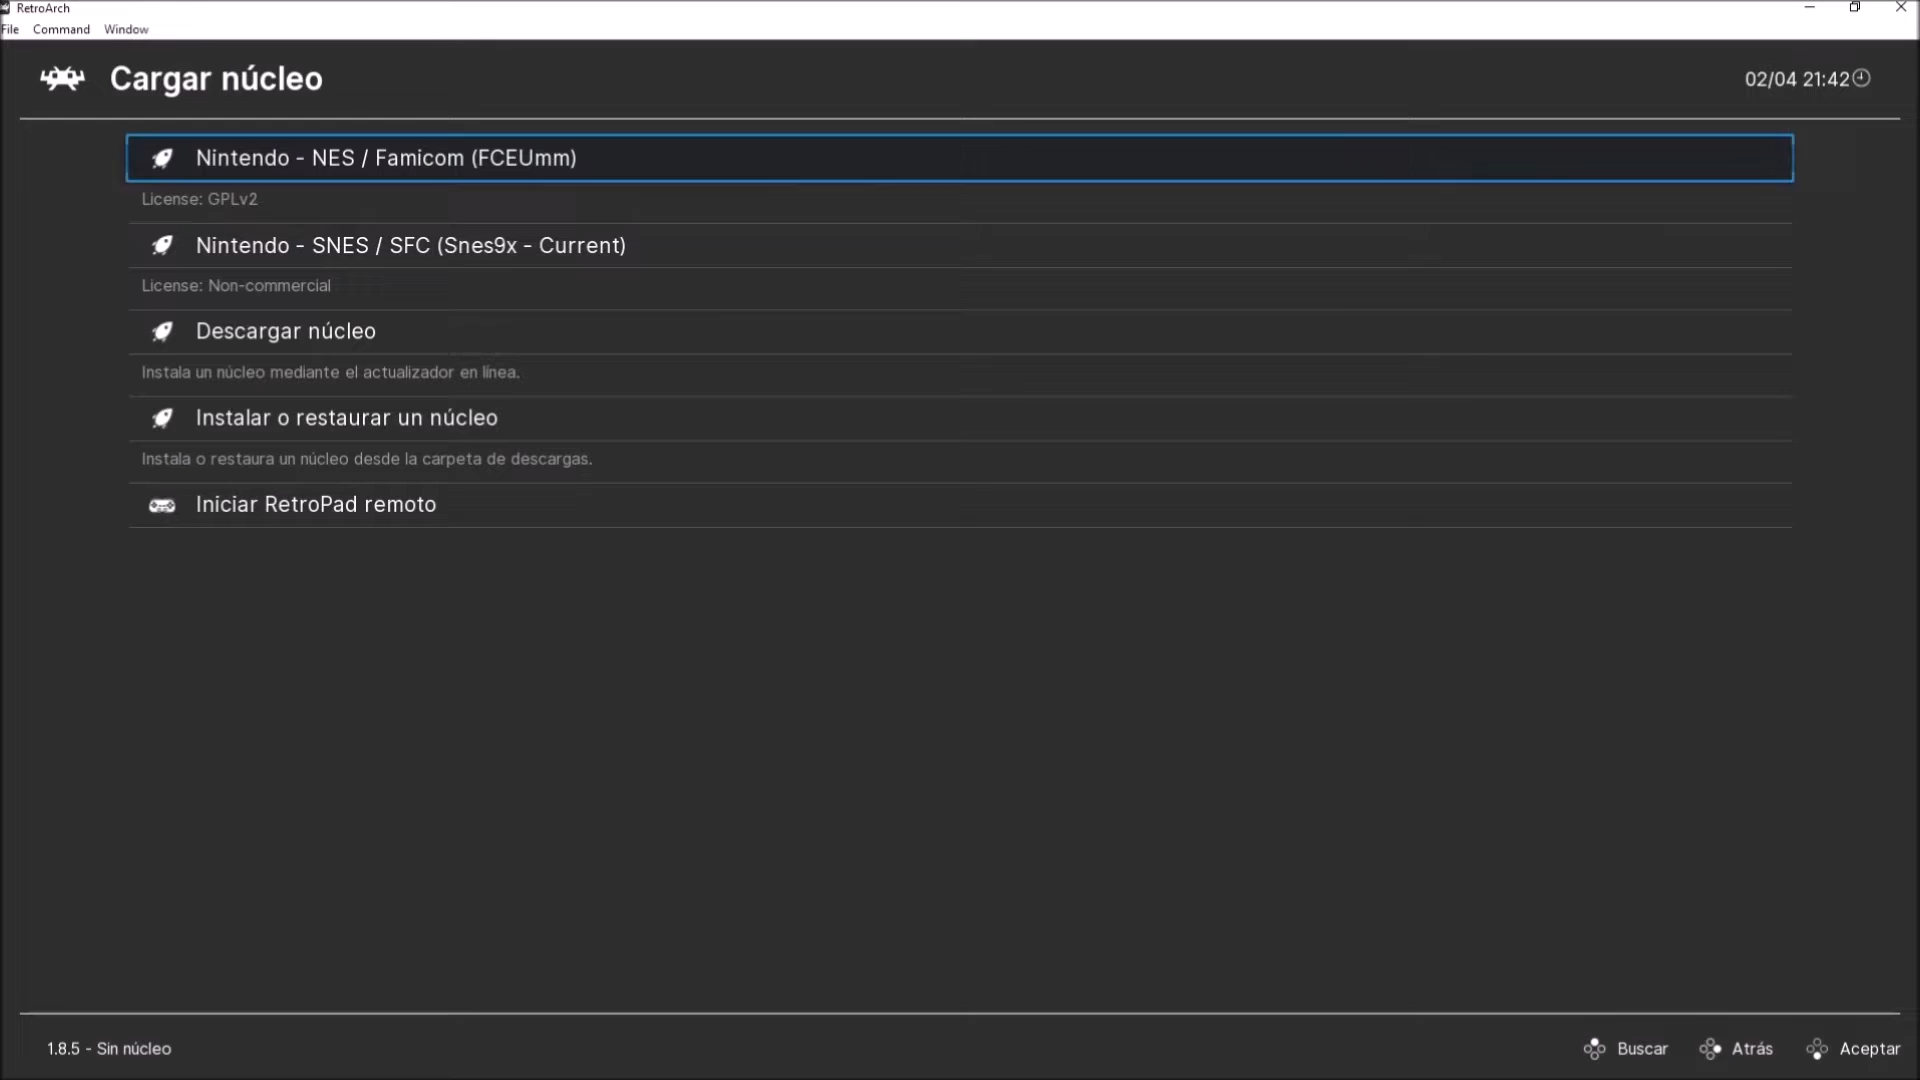 RetroArch
File Command Window
Cargar núcleo
02/04 21:42
Nintendo - NES / Famicom (FCEUmm)
License: GPLv2
Nintendo - SNES / SFC (Snes9x - Current)
License: Non-commercial
Descargar núcleo
Instala un núcleo mediante el actualizador en línea.
Instalar o restaurar un núcleo
Instala o restaura un núcleo desde la carpeta de descargas.
Iniciar RetroPad remoto
1.8.5 - Sin núcleo
Buscar Atrás Aceptar